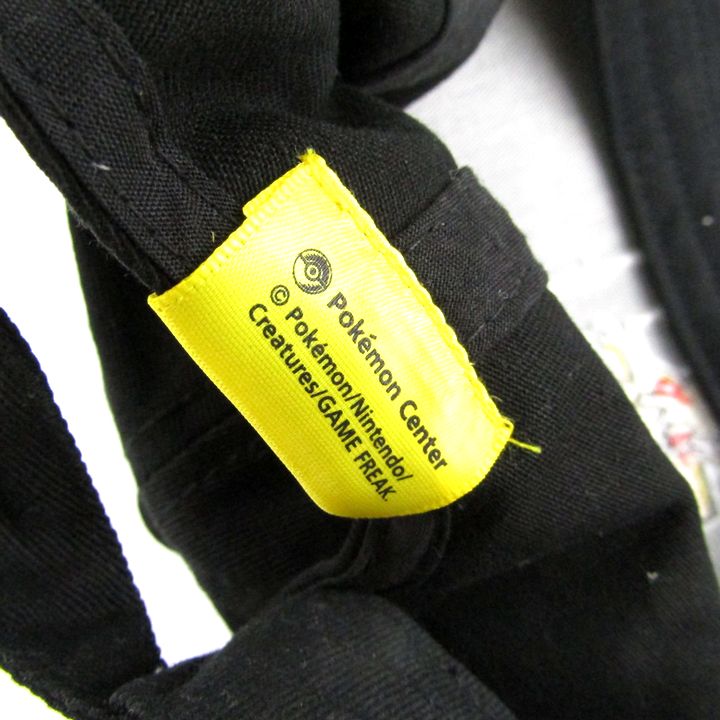 Pokémon Center
© Pokémon/Nintendo/
Creatures/GAME FREAK.